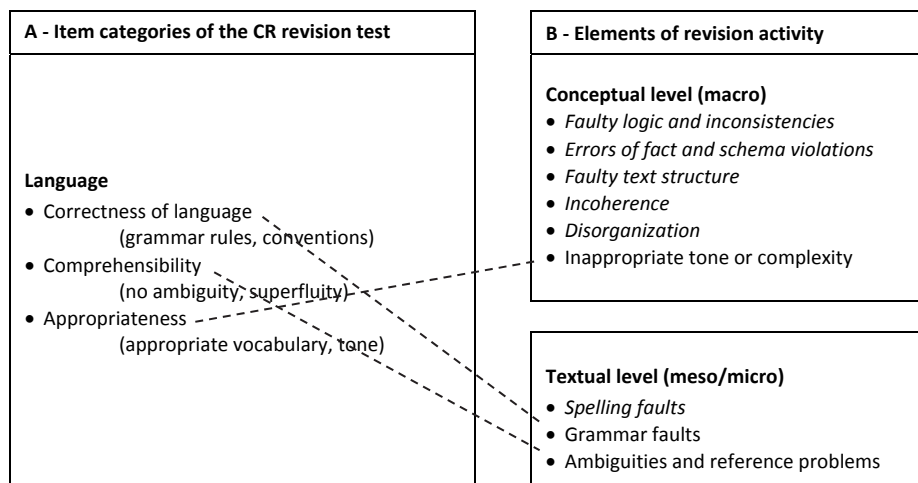 A - Item categories of the CR revision test
Language
• Correctness of language
(grammar rules, conventions)
• Comprehensibility
(no ambiguity, superfluity)
• Appropriateness
(appropriate vocabulary, tone)
B - Elements of revision activity
Conceptual level (macro)
• Faulty logic and inconsistencies
• Errors of fact and schema violations
• Faulty text structure
• Incoherence
• Disorganization
• Inappropriate tone or complexity
Textual level (meso/micro)
• Spelling faults
• Grammar faults
• Ambiguities and reference problems